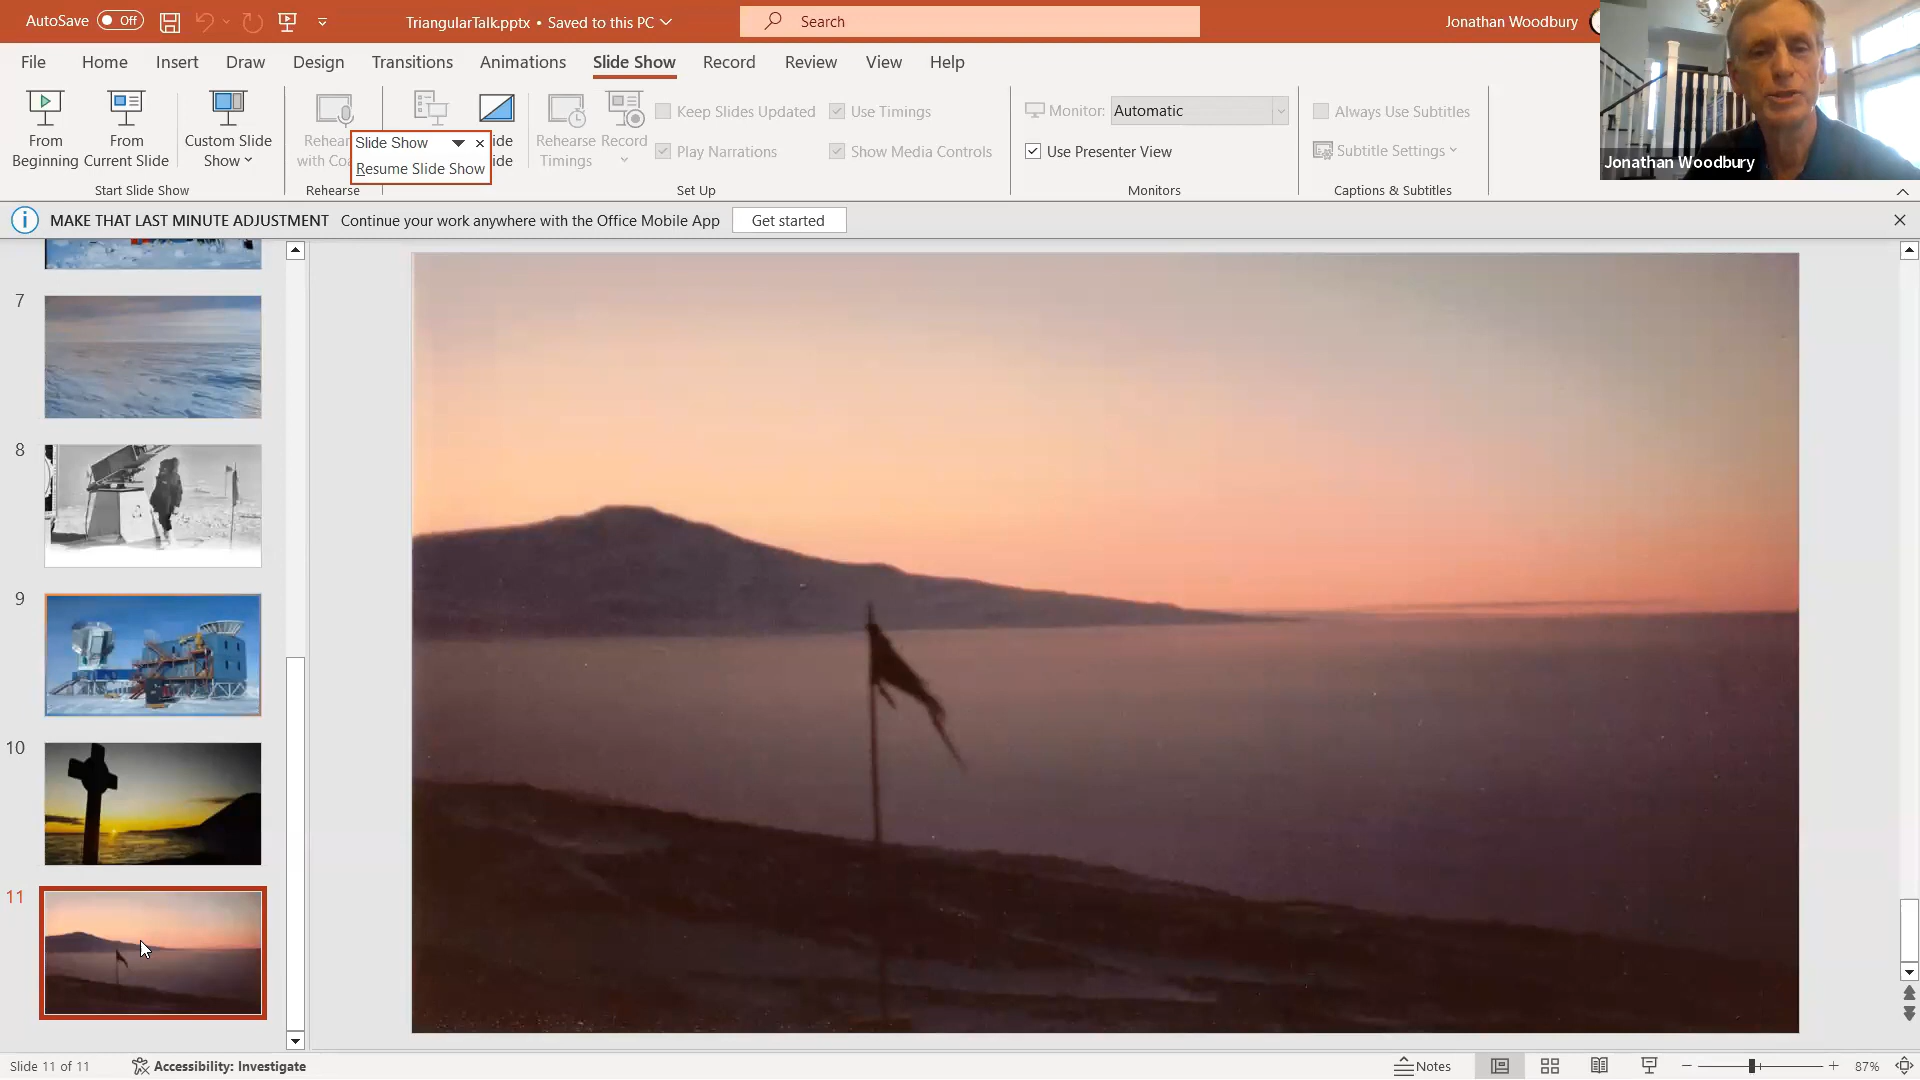 AutoSave Off TriangularTalk.pptx • Saved to this PC Search Jonathan Woodbury
File Home Insert Draw Design Transitions Animations Slide Show Record Review View Help
From Beginning
From Current Slide
Custom Slide Show
Start Slide Show
Rehearse
Slide Show
Resume Slide Show
Rehearse Timings
Record
Keep Slides Updated
Use Timings
Play Narrations
Show Media Controls
Set Up
Monitor: Automatic
Use Presenter View
Monitors
Always Use Subtitles
Subtitle Settings
Captions & Subtitles
Jonathan Woodbury
MAKE THAT LAST MINUTE ADJUSTMENT Continue your work anywhere with the Office Mobile App Get started
7
8
9
10
11
Slide 11 of 11 Accessibility: Investigate Notes 87%